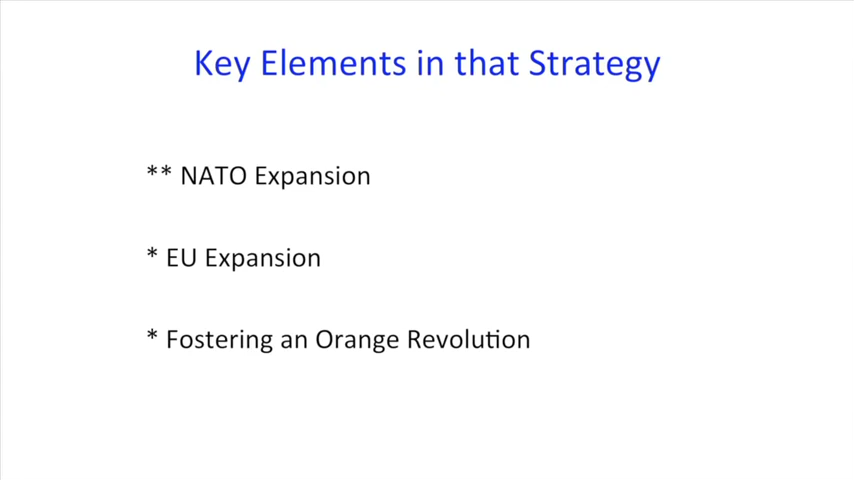 Key Elements in that Strategy
** NATO Expansion
* EU Expansion
* Fostering an Orange Revolution